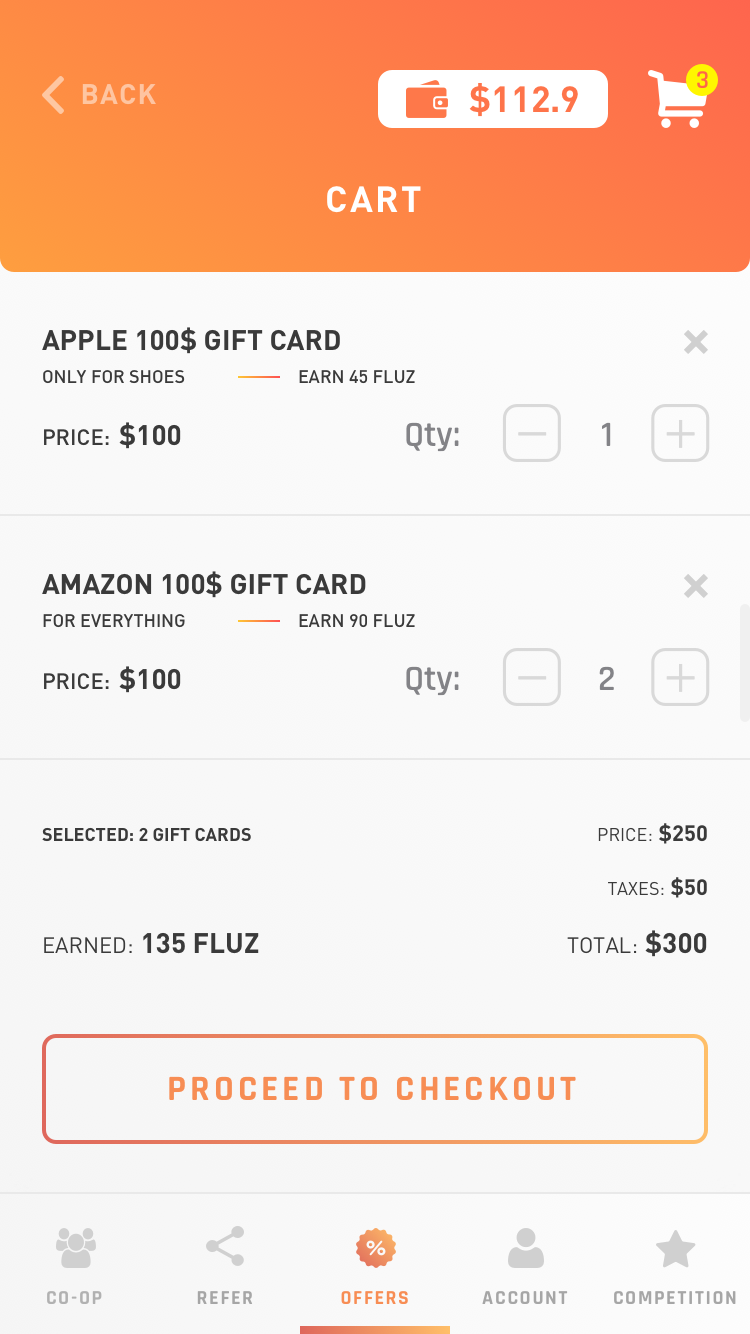 BACK
$112.9
3
CART
APPLE 100$ GIFT CARD
ONLY FOR SHOES EARN 45 FLUZ
PRICE: $100 Qty: 1
AMAZON 100$ GIFT CARD
FOR EVERYTHING EARN 90 FLUZ
PRICE: $100 Qty: 2
SELECTED: 2 GIFT CARDS PRICE: $250
TAXES: $50
EARNED: 135 FLUZ TOTAL: $300
PROCEED TO CHECKOUT
CO-OP REFER OFFERS ACCOUNT COMPETITION